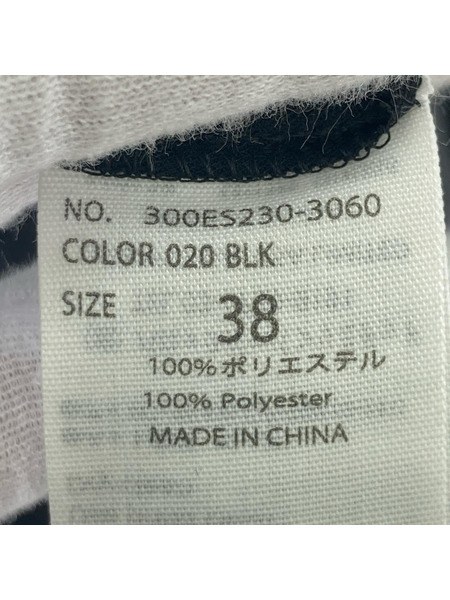 NO. 300ES230-3060
COLOR 020 BLK
SIZE 38
100%ポリエステル
100% Polyester
MADE IN CHINA